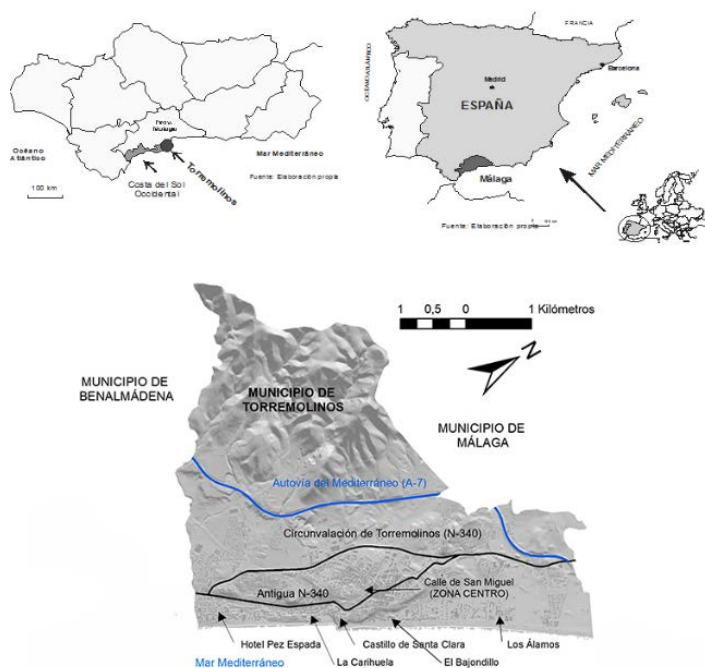 Océano
Atlántico
Mar Mediterráneo
Fuente: Elaboración propia
100 km
Costa del Sol
Occidental
Torremolinos
FRANCIA
OCÉANO ATLÁNTICO
Barcelona
Madrid
ESPAÑA
MAR MEDITERRÁNEO
Málaga
Fuente: Elaboración propia
1 0,5 0 1 Kilómetros
N
MUNICIPIO DE
BENALMÁDENA
MUNICIPIO DE
TORREMOLINOS
MUNICIPIO DE
MÁLAGA
Autovía del Mediterráneo (A-7)
Circunvalación de Torremolinos (N-340)
Antigua N-340
Calle de San Miguel
(ZONA CENTRO)
Hotel Pez Espada
La Carihuela
Castillo de Santa Clara
El Bajondillo
Los Álamos
Mar Mediterráneo